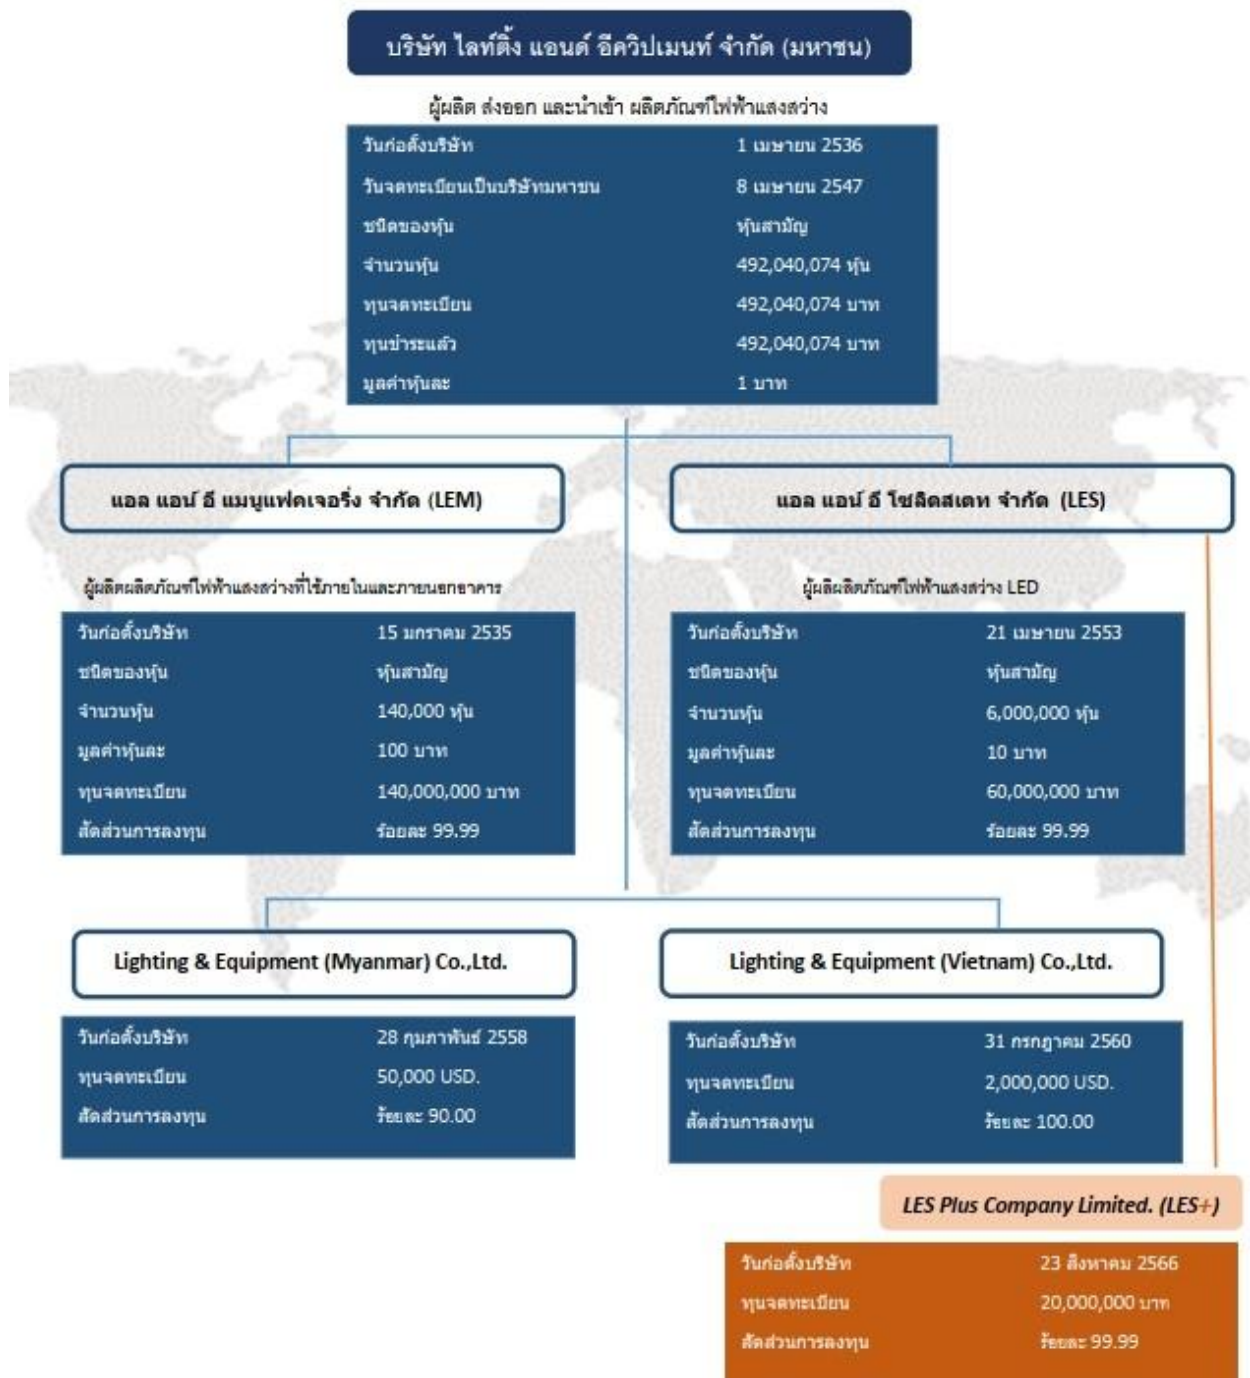 บริษัท ไลท์ติ้ง แอนด์ อีควิปเมนท์ จำกัด (มหาชน)
ผู้ผลิต ส่งออก และนำเข้า ผลิตภัณฑ์ไฟฟ้าแสงสว่าง
วันก่อตั้งบริษัท 1 เมษายน 2536
วันจดทะเบียนเป็นบริษัทมหาชน 8 เมษายน 2547
ชนิดของหุ้น หุ้นสามัญ
จำนวนหุ้น 492,040,074 หุ้น
ทุนจดทะเบียน 492,040,074 บาท
ทุนชำระแล้ว 492,040,074 บาท
มูลค่าหุ้นละ 1 บาท
แอล แอน์ อี แมนูแฟคเจอริ่ง จำกัด (LEM)
ผู้ผลิตผลิตภัณฑ์ไฟฟ้าแสงสว่างที่ใช้ภายในและภายนอกอาคาร
วันก่อตั้งบริษัท 15 มกราคม 2535
ชนิดของหุ้น หุ้นสามัญ
จำนวนหุ้น 140,000 หุ้น
มูลค่าหุ้นละ 100 บาท
ทุนจดทะเบียน 140,000,000 บาท
สัดส่วนการลงทุน ร้อยละ 99.99
แอล แอน์ อี โซลิดสเตท จำกัด (LES)
ผู้ผลิผลิตภัณฑ์ไฟฟ้าแสงสว่าง LED
วันก่อตั้งบริษัท 21 เมษายน 2553
ชนิดของหุ้น หุ้นสามัญ
จำนวนหุ้น 6,000,000 หุ้น
มูลค่าหุ้นละ 10 บาท
ทุนจดทะเบียน 60,000,000 บาท
สัดส่วนการลงทุน ร้อยละ 99.99
Lighting & Equipment (Myanmar) Co.,Ltd.
วันก่อตั้งบริษัท 28 กุมภาพันธ์ 2558
ทุนจดทะเบียน 50,000 USD.
สัดส่วนการลงทุน ร้อยละ 90.00
Lighting & Equipment (Vietnam) Co.,Ltd.
วันก่อตั้งบริษัท 31 กรกฎาคม 2560
ทุนจดทะเบียน 2,000,000 USD.
สัดส่วนการลงทุน ร้อยละ 100.00
LES Plus Company Limited. (LES+)
วันก่อตั้งบริษัท 23 สิงหาคม 2566
ทุนจดทะเบียน 20,000,000 บาท
สัดส่วนการลงทุน ร้อยละ 99.99